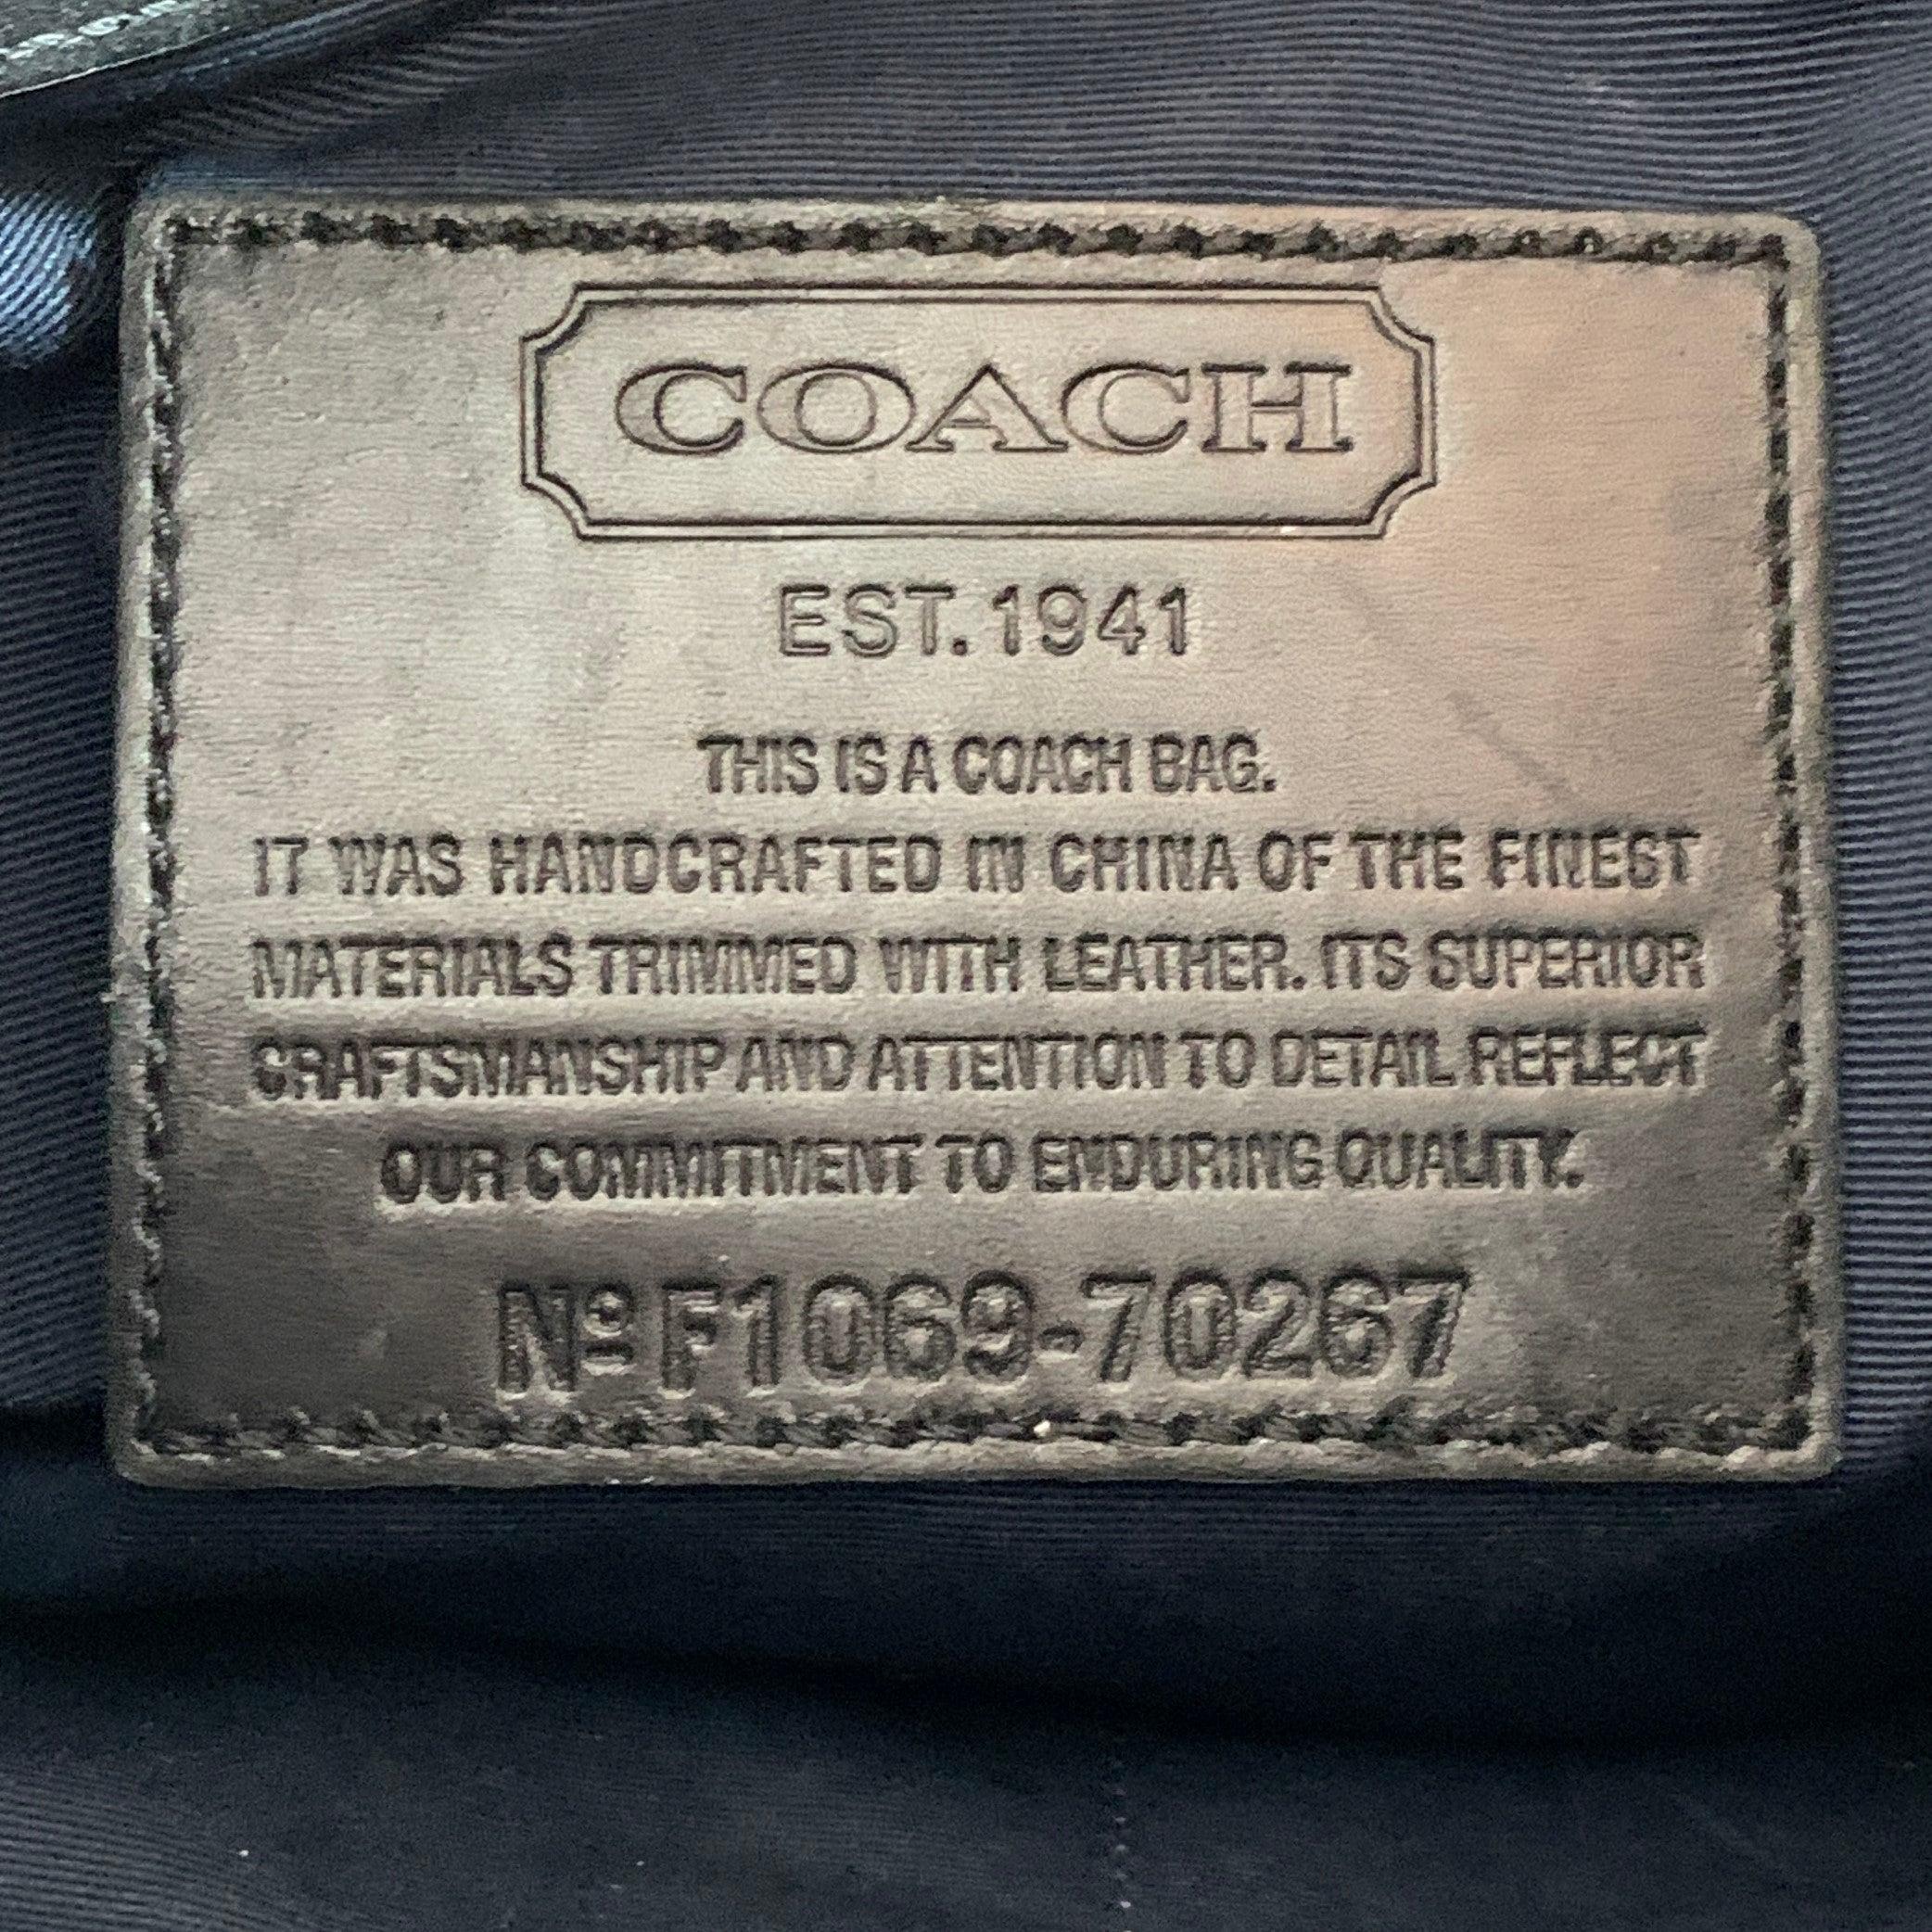 COACH
EST. 1941
THIS IS A COACH BAG.
IT WAS HANDCRAFTED IN CHINA OF THE FINEST
MATERIALS TRIMMED WITH LEATHER. ITS SUPERIOR
CRAFTSMANSHIP AND ATTENTION TO DETAIL REFLECT
OUR COMMITMENT TO ENDURING QUALITY.
Nº F1069-70267